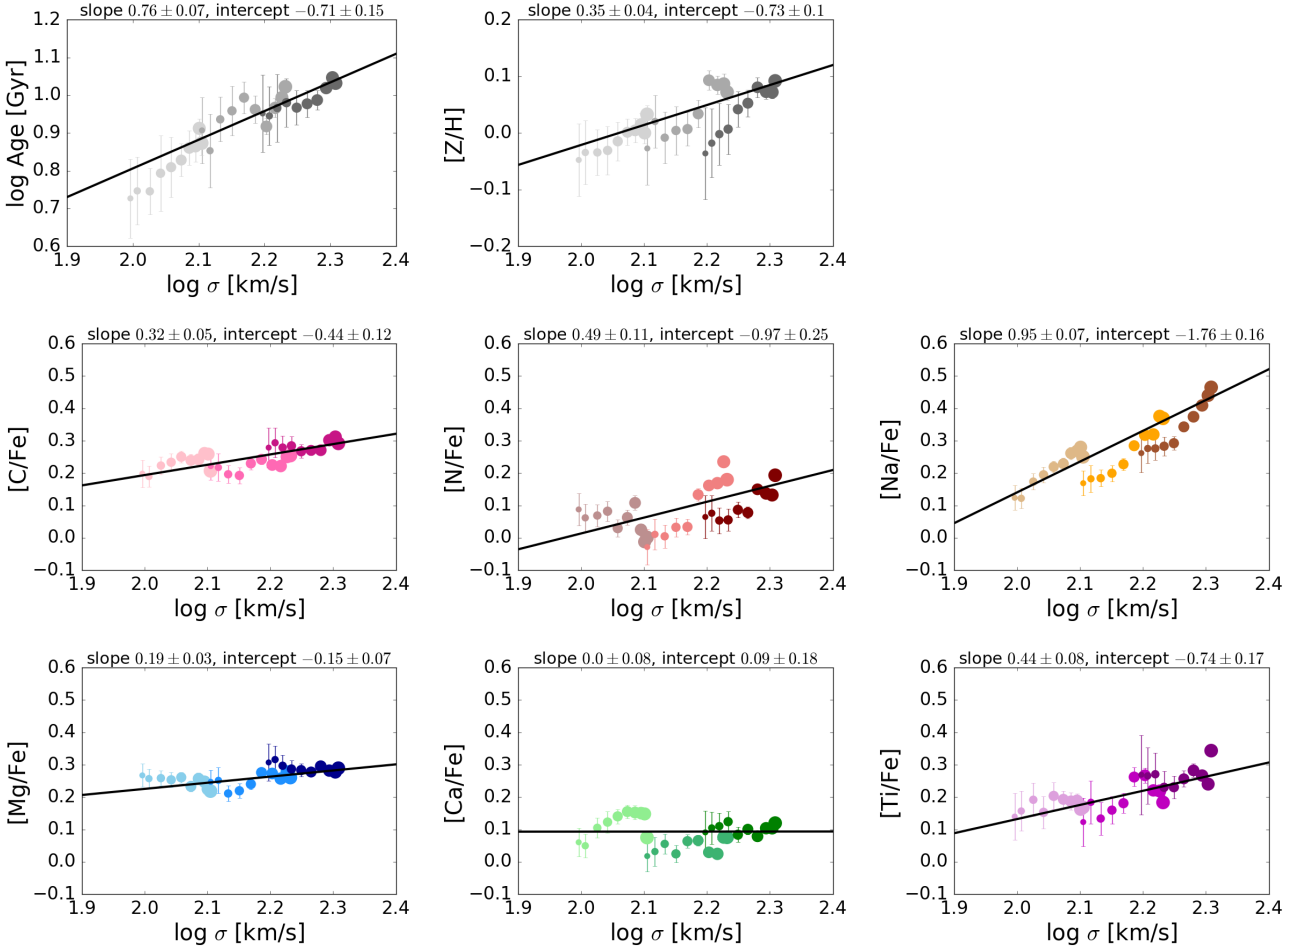 slope 0.76 ± 0.07, intercept −0.71 ± 0.15
slope 0.35 ± 0.04, intercept −0.73 ± 0.1
log Age [Gyr]
1.2
1.1
1.0
0.9
0.8
0.7
0.6
1.9 2.0 2.1 2.2 2.3 2.4
log σ [km/s]
[Z/H]
0.2
0.1
0.0
−0.1
−0.2
1.9 2.0 2.1 2.2 2.3 2.4
log σ [km/s]
slope 0.32 ± 0.05, intercept −0.44 ± 0.12
slope 0.49 ± 0.11, intercept −0.97 ± 0.25
slope 0.95 ± 0.07, intercept −1.76 ± 0.16
[C/Fe]
0.6
0.5
0.4
0.3
0.2
0.1
0.0
−0.1
1.9 2.0 2.1 2.2 2.3 2.4
log σ [km/s]
[N/Fe]
0.6
0.5
0.4
0.3
0.2
0.1
0.0
−0.1
1.9 2.0 2.1 2.2 2.3 2.4
log σ [km/s]
[Na/Fe]
0.6
0.5
0.4
0.3
0.2
0.1
0.0
−0.1
1.9 2.0 2.1 2.2 2.3 2.4
log σ [km/s]
slope 0.19 ± 0.03, intercept −0.15 ± 0.07
slope 0.0 ± 0.08, intercept 0.09 ± 0.18
slope 0.44 ± 0.08, intercept −0.74 ± 0.17
[Mg/Fe]
0.6
0.5
0.4
0.3
0.2
0.1
0.0
−0.1
1.9 2.0 2.1 2.2 2.3 2.4
log σ [km/s]
[Ca/Fe]
0.6
0.5
0.4
0.3
0.2
0.1
0.0
−0.1
1.9 2.0 2.1 2.2 2.3 2.4
log σ [km/s]
[Ti/Fe]
0.6
0.5
0.4
0.3
0.2
0.1
0.0
−0.1
1.9 2.0 2.1 2.2 2.3 2.4
log σ [km/s]